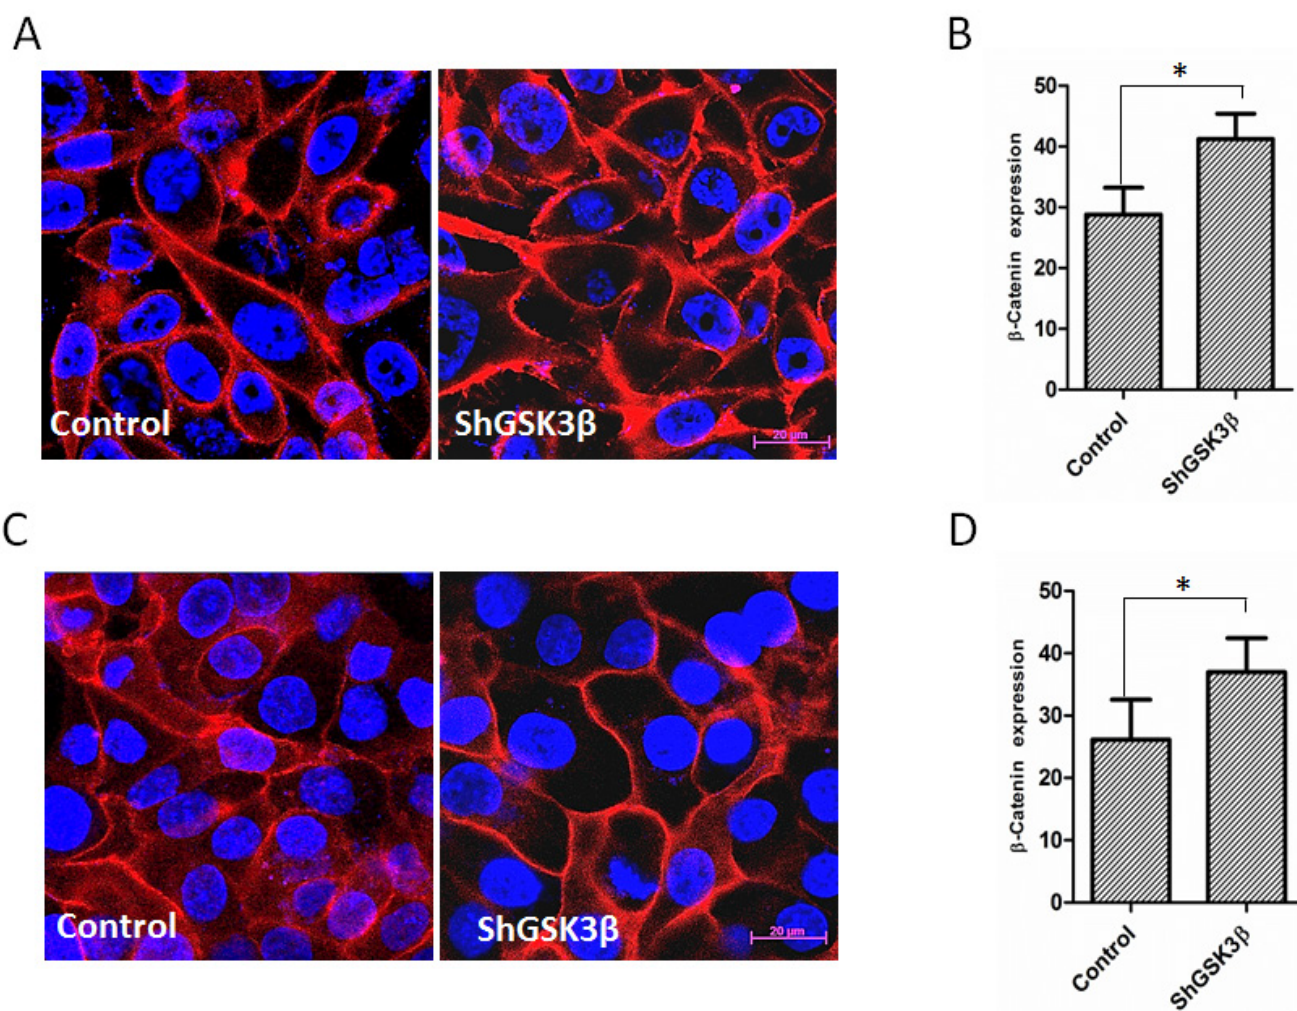 A
B
Control
ShGSK3β
20 µm
*
50
40
30
20
10
0
β-Catenin expression
Control
ShGSK3β
C
D
Control
ShGSK3β
20 µm
*
50
40
30
20
10
0
β-Catenin expression
Control
ShGSK3β